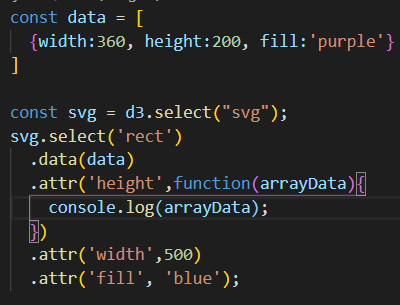 const data = [
  {width:360, height:200, fill:'purple'}
]
const svg = d3.select("svg");
svg.select('rect')
  .data(data)
  .attr('height',function(arrayData){
    console.log(arrayData);
  })
  .attr('width',500)
  .attr('fill', 'blue');